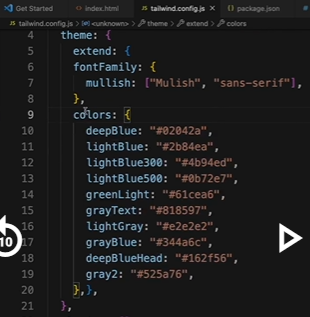 Get Started index.html tailwind.config.js package.json
tailwind.config.js > <unknown> > theme > extend > colors
4 theme: {
5 extend: {
6 fontFamily: {
7 mullish: ["Mulish", "sans-serif"],
8 },
9 colors: {
10 deepBlue: "#02042a",
11 lightBlue: "#2b84ea",
12 lightBlue300: "#4b94ed",
13 lightBlue500: "#0b72e7",
14 greenLight: "#61cea6",
15 grayText: "#818597",
16 lightGray: "#e2e2e2",
17 grayBlue: "#344a6c",
18 deepBlueHead: "#162f56",
19 gray2: "#525a76",
20 },},
21 },
10